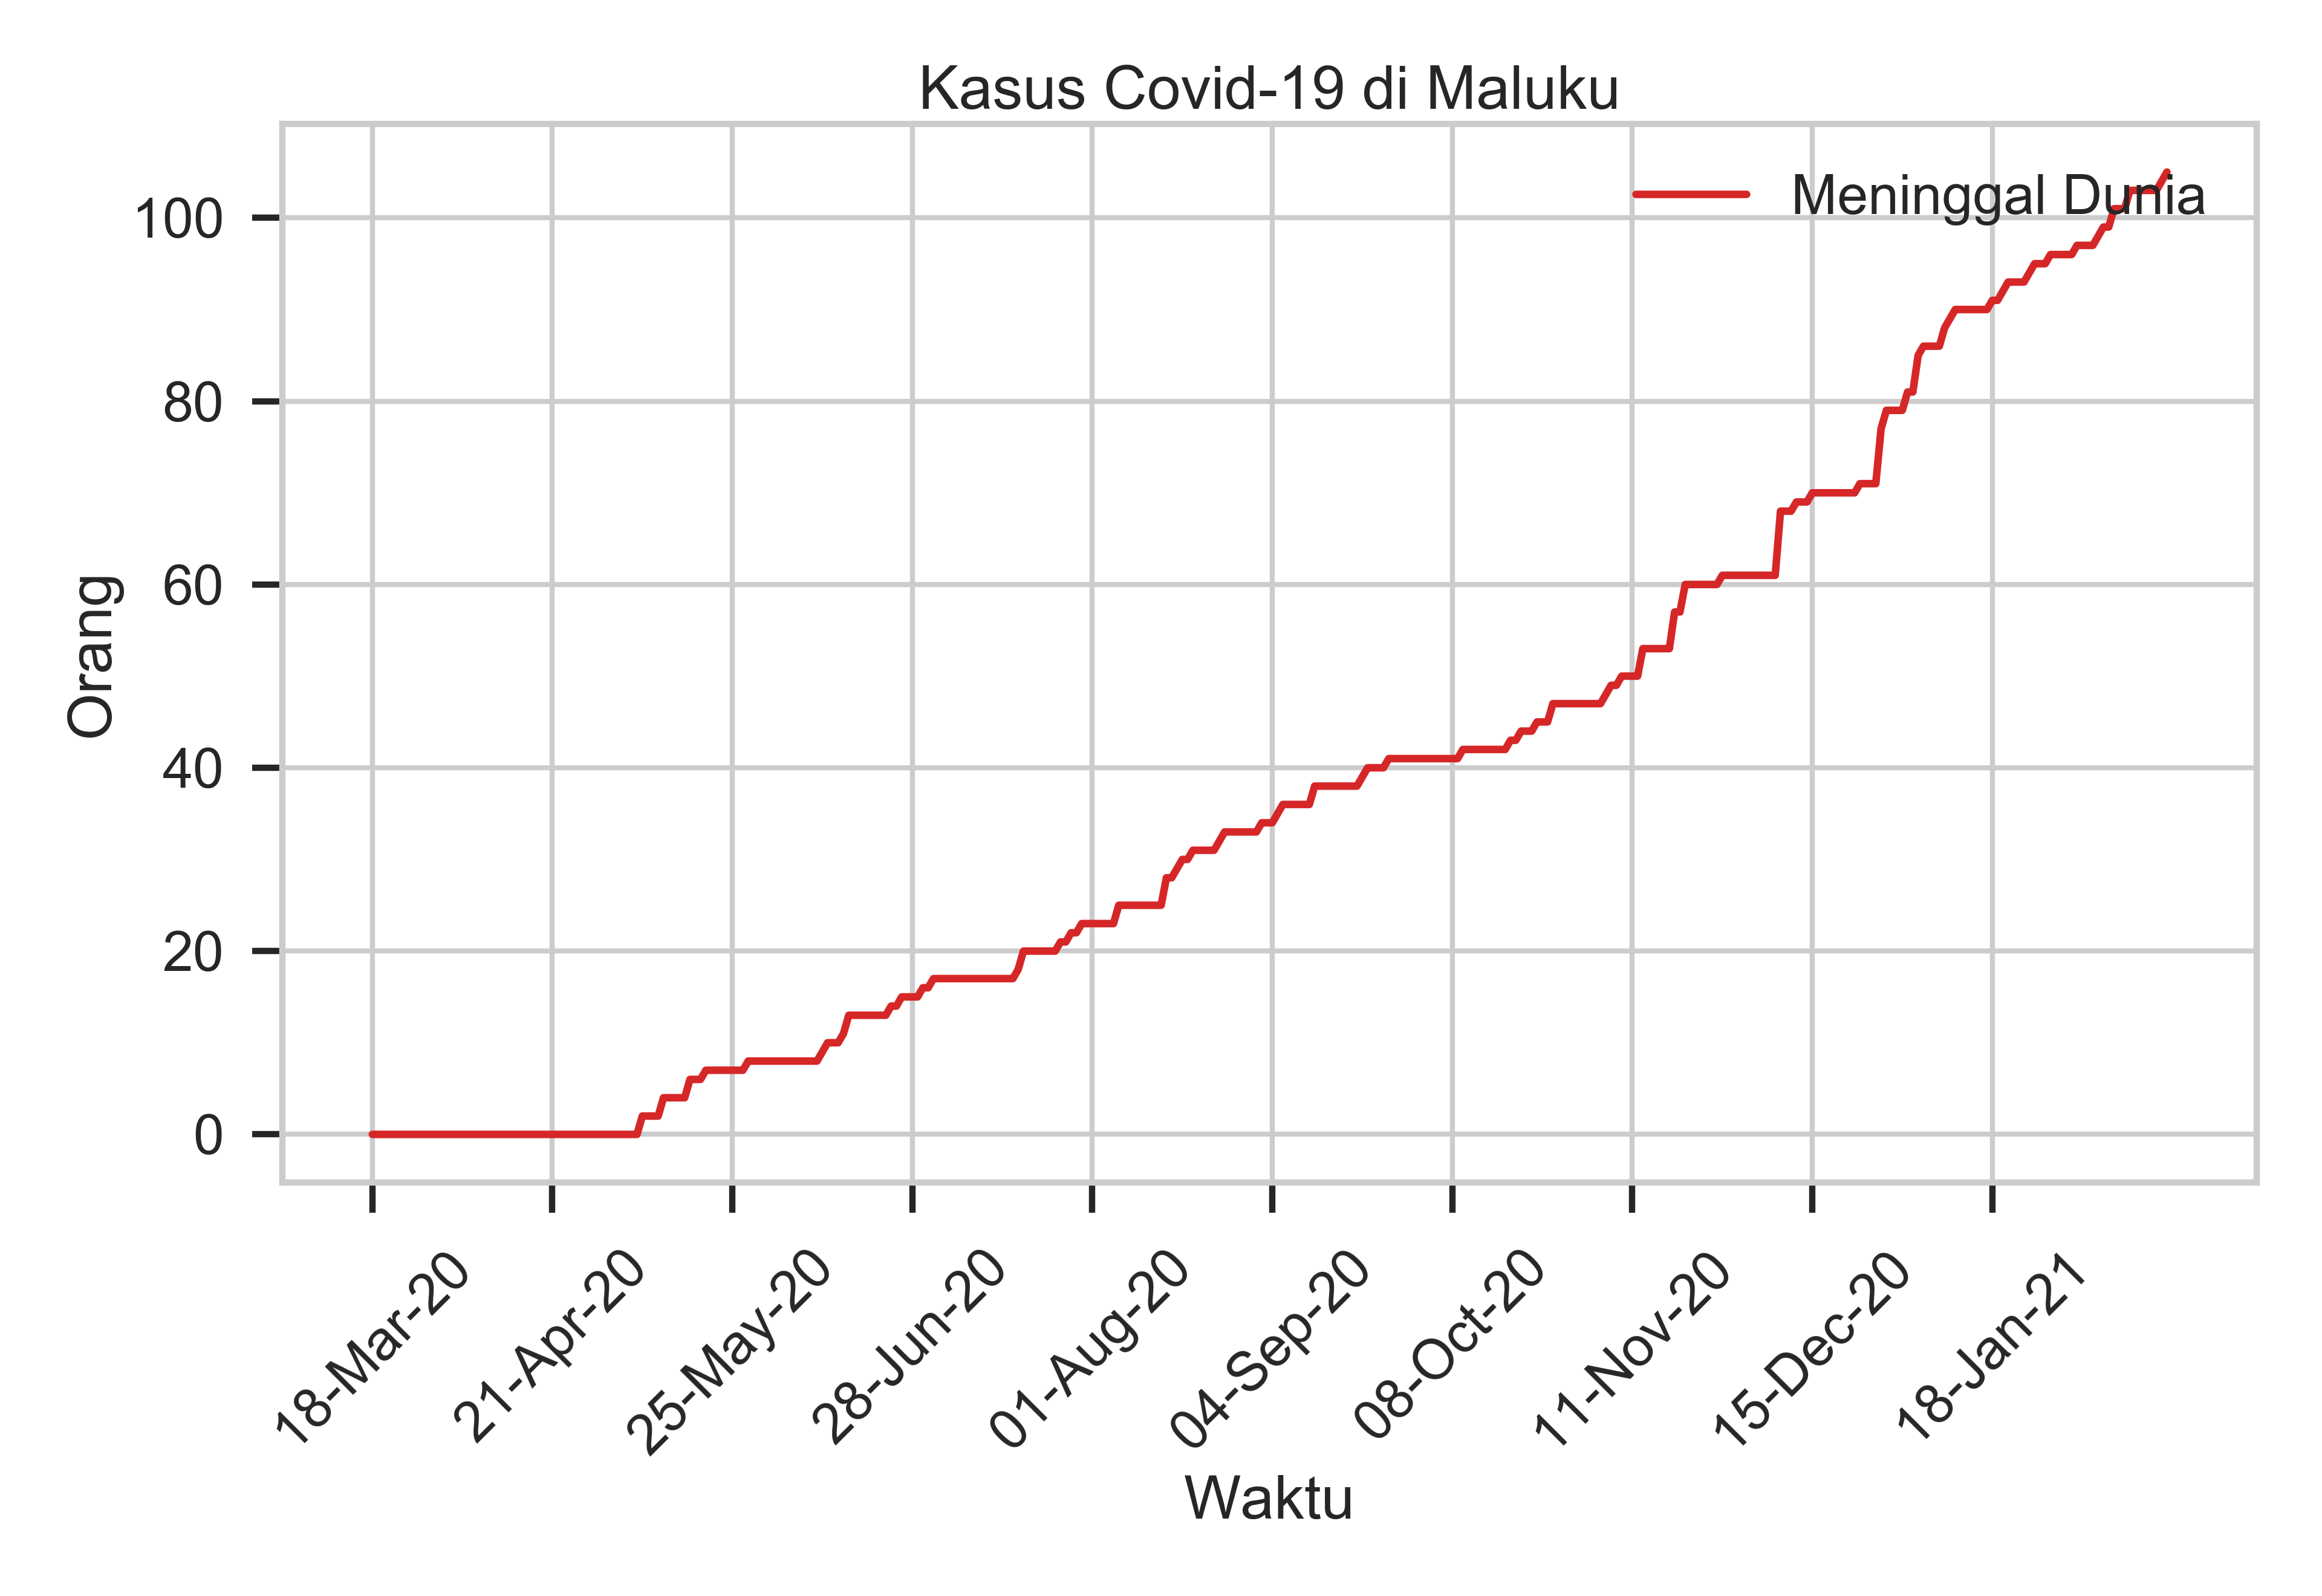 Kasus Covid-19 di Maluku
Meninggal Dunia
100
80
60
40
20
0
Orang
18-Mar-20
21-Apr-20
25-May-20
28-Jun-20
01-Aug-20
04-Sep-20
08-Oct-20
11-Nov-20
15-Dec-20
18-Jan-21
Waktu